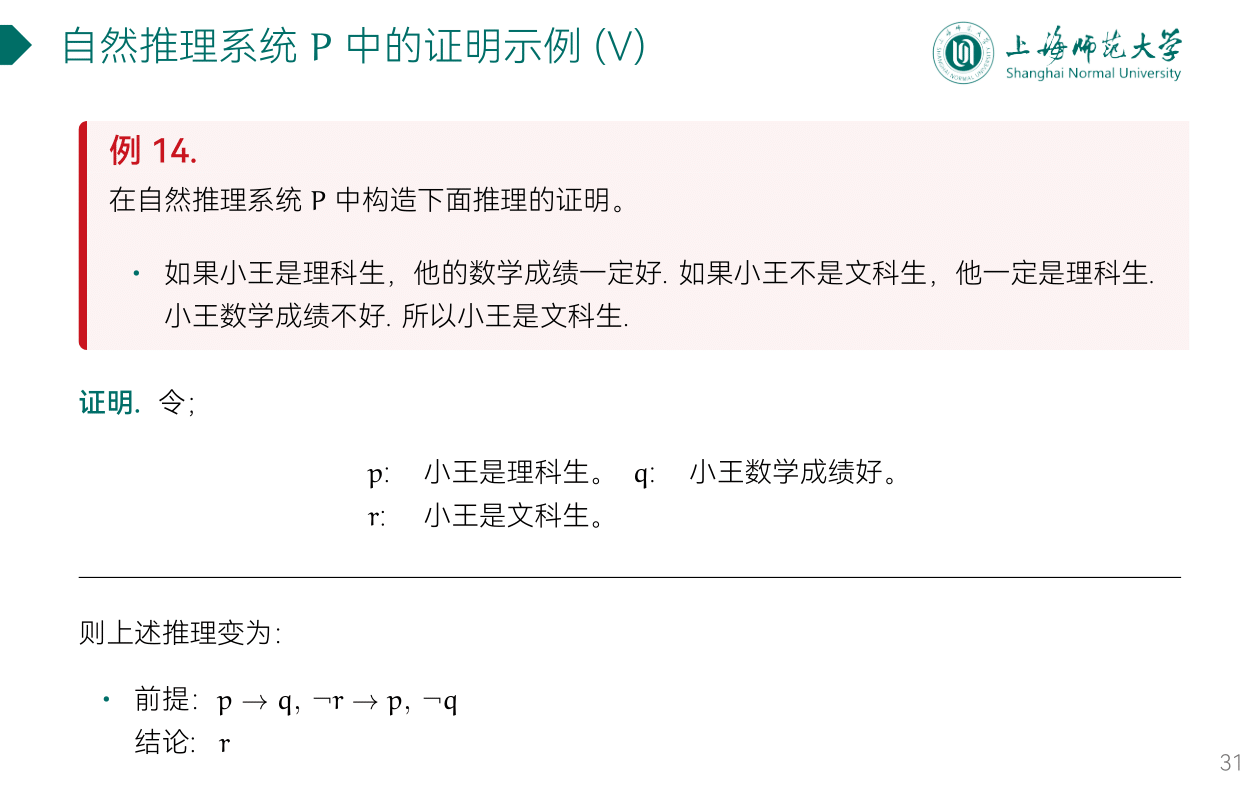 自然推理系统 P 中的证明示例 (V)
上海师范大学
Shanghai Normal University
例 14.
在自然推理系统 P 中构造下面推理的证明。
• 如果小王是理科生，他的数学成绩一定好. 如果小王不是文科生，他一定是理科生.
小王数学成绩不好. 所以小王是文科生.
证明. 令;
p: 小王是理科生。 q: 小王数学成绩好。
r: 小王是文科生。
则上述推理变为:
• 前提: p → q, ¬r → p, ¬q
结论: r
31